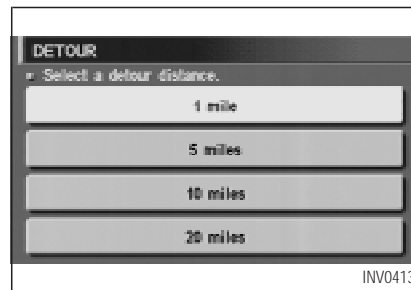 DETOUR
Select a detour distance.
1 mile
5 miles
10 miles
20 miles
INV0413